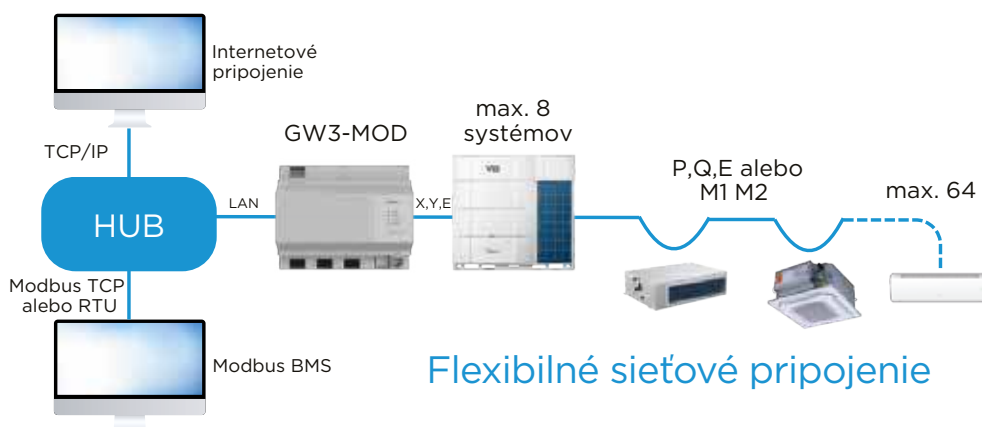 Internetové
pripojenie
TCP/IP
HUB
Modbus TCP
alebo RTU
Modbus BMS
LAN
GW3-MOD
X,Y,E
max. 8
systémov
V8
P,Q,E alebo
M1 M2
max. 64
Flexibilné sieťové pripojenie